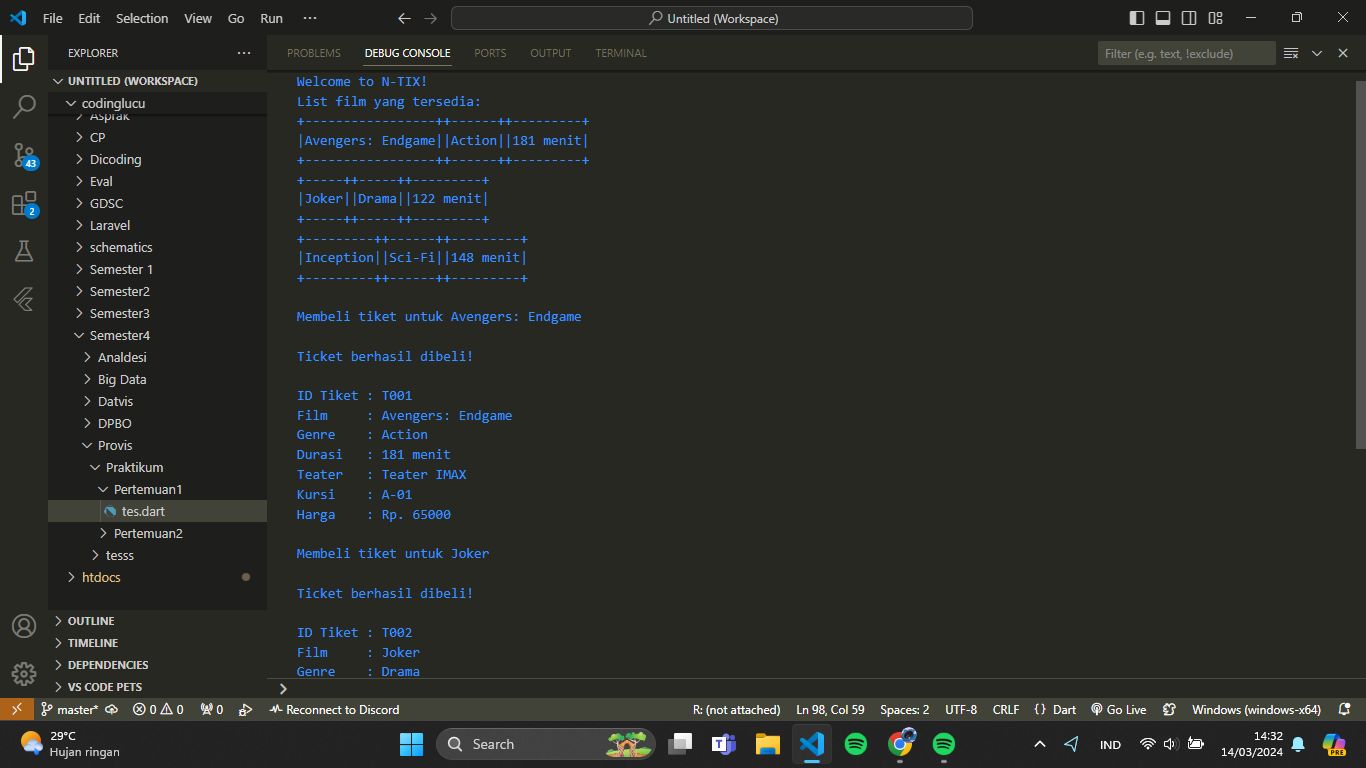 File Edit Selection View Go Run ··· Untitled (Workspace)
EXPLORER ···
UNTITLED (WORKSPACE)
codinglucu
Asprak
CP
Dicoding
Eval
GDSC
Laravel
schematics
Semester 1
Semester2
Semester3
Semester4
Analdesi
Big Data
Datvis
DPBO
Provis
Praktikum
Pertemuan1
tes.dart
Pertemuan2
tesss
htdocs
OUTLINE
TIMELINE
DEPENDENCIES
VS CODE PETS
43
2
PROBLEMS DEBUG CONSOLE PORTS OUTPUT TERMINAL Filter (e.g. text, !exclude)
Welcome to N-TIX!
List film yang tersedia:
+-----------------++------++---------+
|Avengers: Endgame||Action||181 menit|
+-----------------++------++---------+
+-----++-----++---------+
|Joker||Drama||122 menit|
+-----++-----++---------+
+---------++------++---------+
|Inception||Sci-Fi||148 menit|
+---------++------++---------+
Membeli tiket untuk Avengers: Endgame
Ticket berhasil dibeli!
ID Tiket : T001
Film     : Avengers: Endgame
Genre    : Action
Durasi   : 181 menit
Teater   : Teater IMAX
Kursi    : A-01
Harga    : Rp. 65000
Membeli tiket untuk Joker
Ticket berhasil dibeli!
ID Tiket : T002
Film     : Joker
Genre    : Drama
master* 0 0 0 Reconnect to Discord R: (not attached) Ln 98, Col 59 Spaces: 2 UTF-8 CRLF {} Dart Go Live Windows (windows-x64)
29°C
Hujan ringan
Search
IND
14:32
14/03/2024
PRE